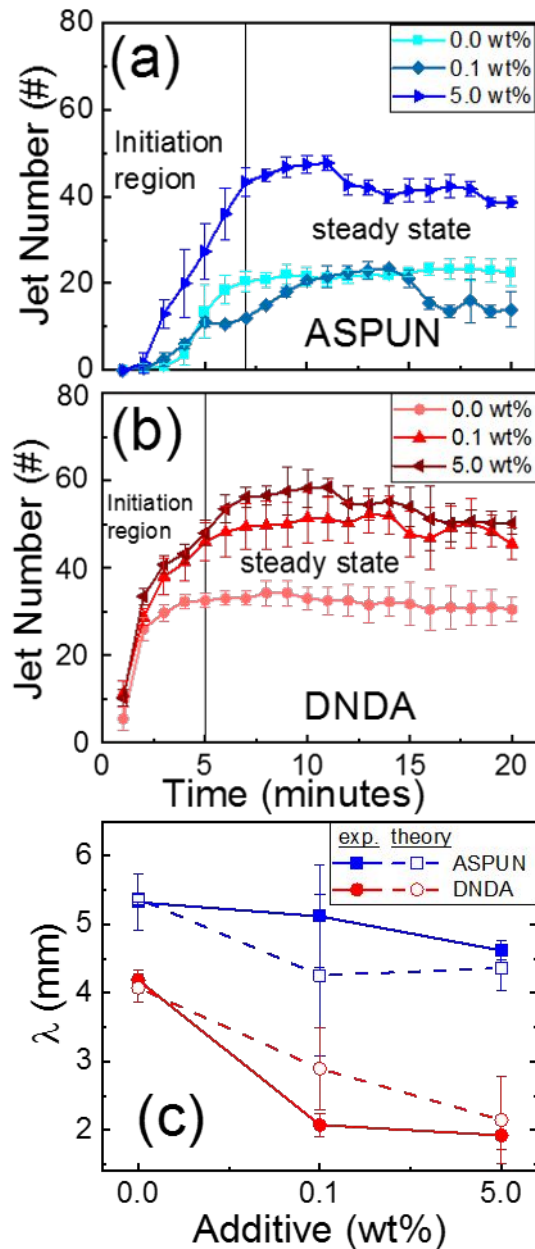 (a)
0.0 wt%
0.1 wt%
5.0 wt%
Initiation
region
steady state
ASPUN
Jet Number (#)
80
60
40
20
0
(b)
0.0 wt%
0.1 wt%
5.0 wt%
Initiation
region
steady state
DNDA
Jet Number (#)
80
60
40
20
0
0 5 10 15 20
Time (minutes)
exp. theory
ASPUN
DNDA
λ (mm)
6
5
4
3
2
(c)
0.0 0.1 5.0
Additive (wt%)